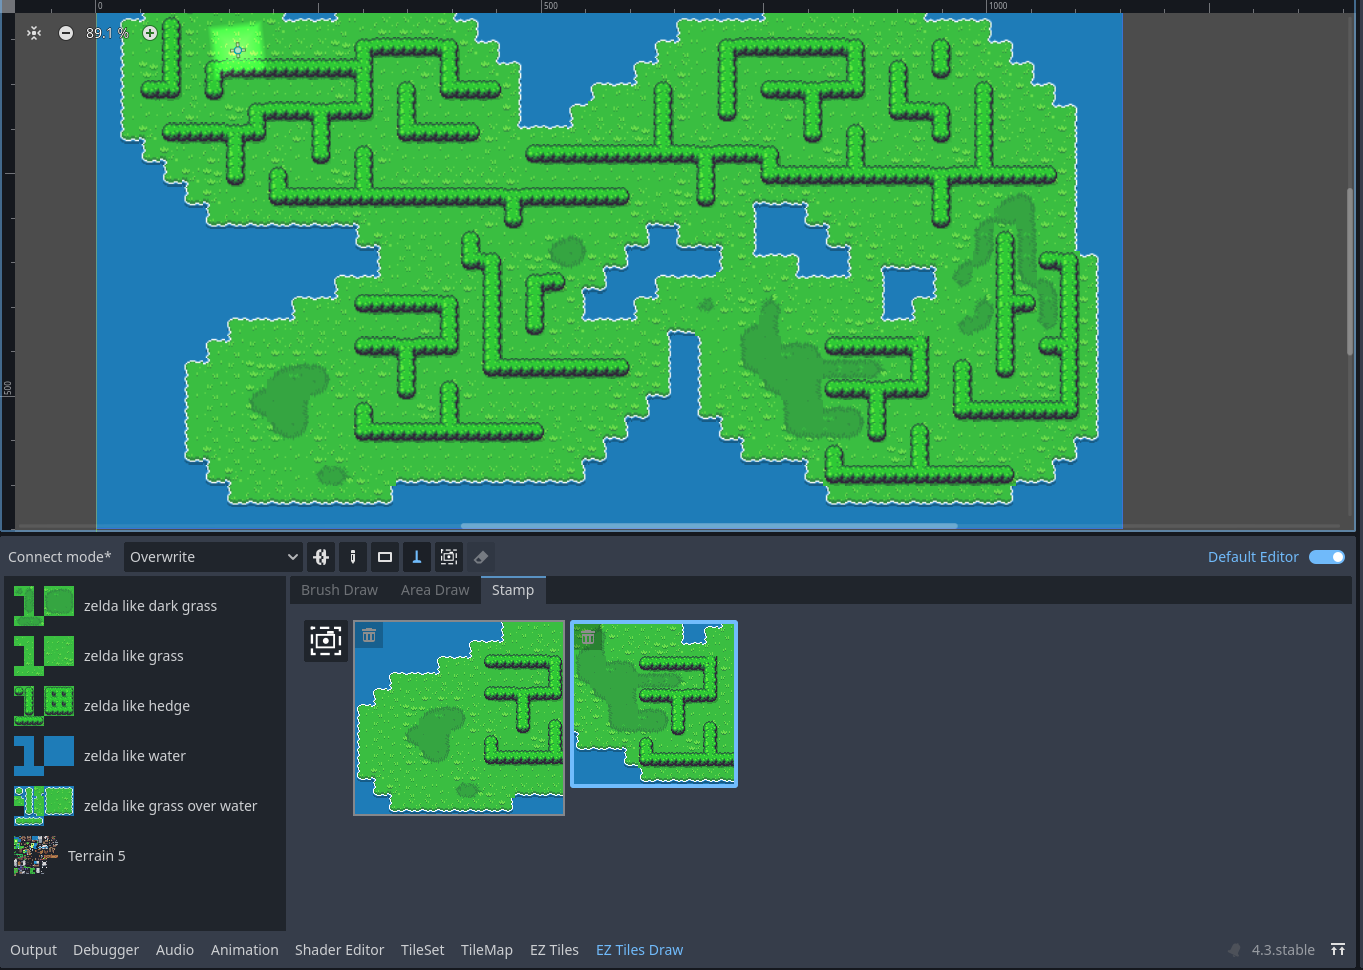 0
500
1000
89.1 %
500
Connect mode*
Overwrite
Default Editor
Brush Draw
Area Draw
Stamp
zelda like dark grass
zelda like grass
zelda like hedge
zelda like water
zelda like grass over water
Terrain 5
Output
Debugger
Audio
Animation
Shader Editor
TileSet
TileMap
EZ Tiles
EZ Tiles Draw
4.3.stable